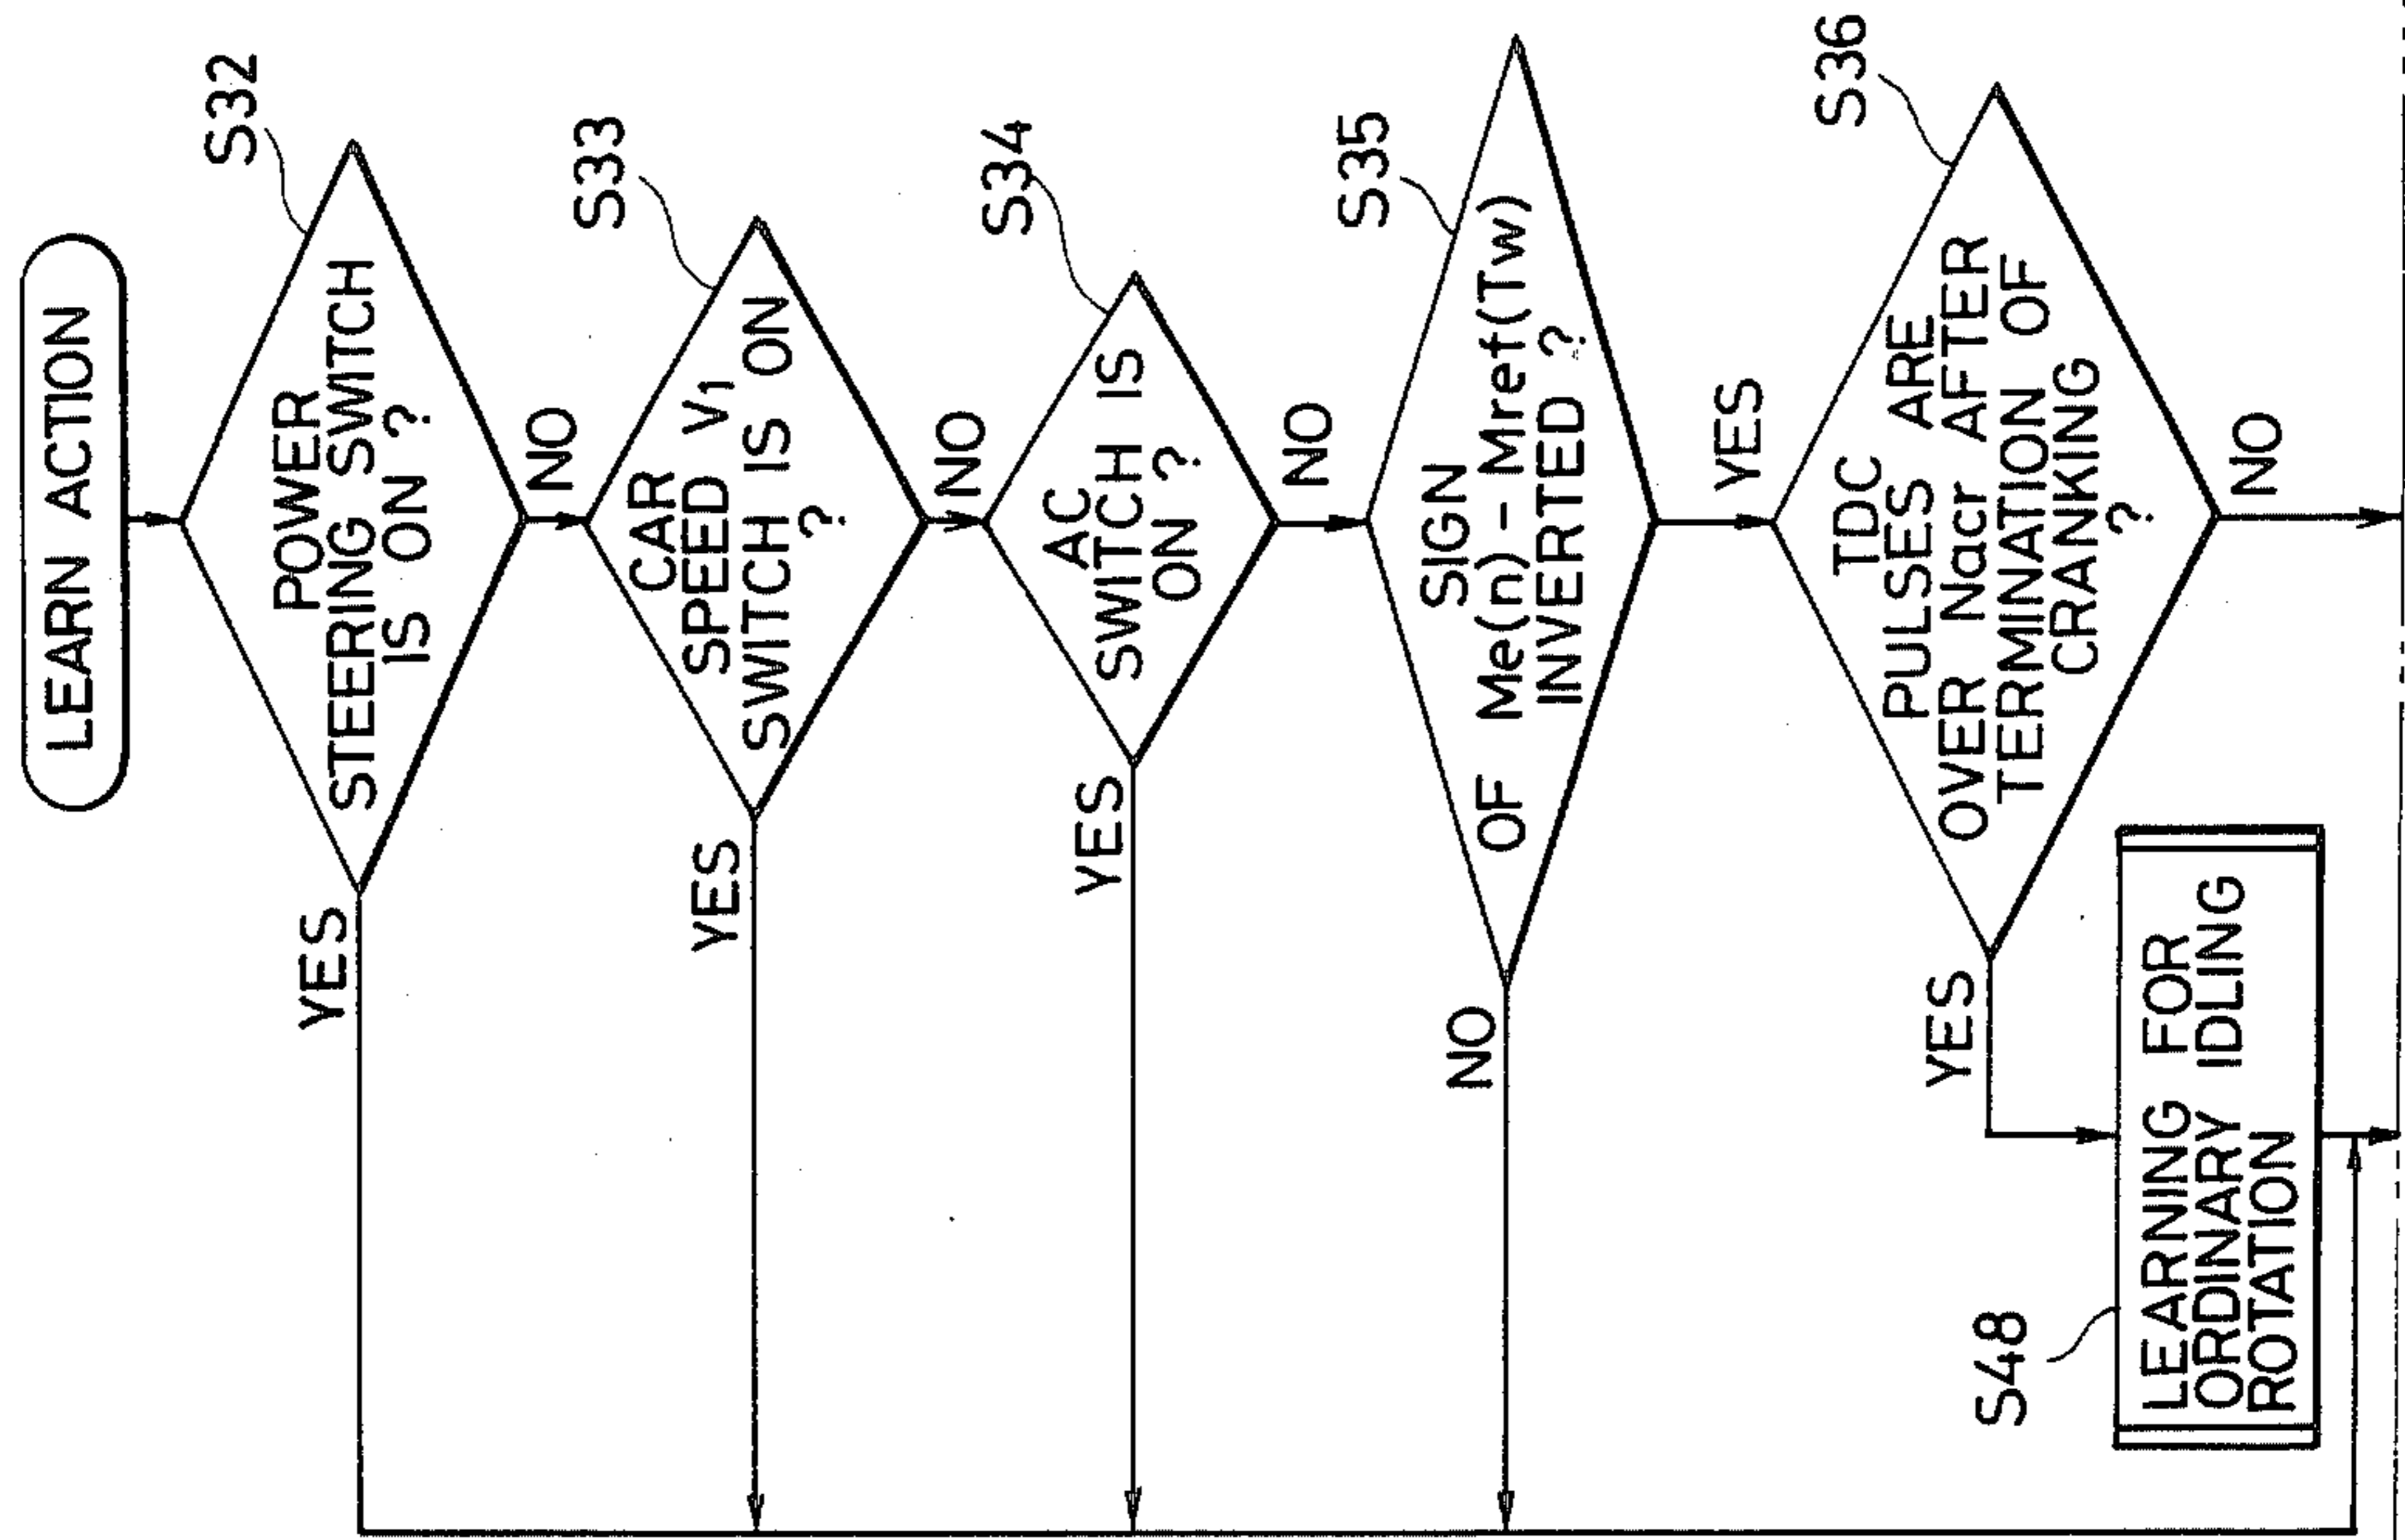 LEARN ACTION
S32
POWER
STEERING SWITCH
IS ON ?
YES
NO
S33
CAR
SPEED V1
SWITCH IS ON
?
YES
NO
S34
AC
SWITCH IS
ON ?
YES
NO
S35
SIGN
OF Me(n) - Mref(Tw)
INVERTED ?
NO
YES
S36
TDC
PULSES ARE
OVER Nacr AFTER
TERMINATION OF
CRANKING
?
YES
NO
S48
LEARNING FOR
ORDINARY IDLING
ROTATION